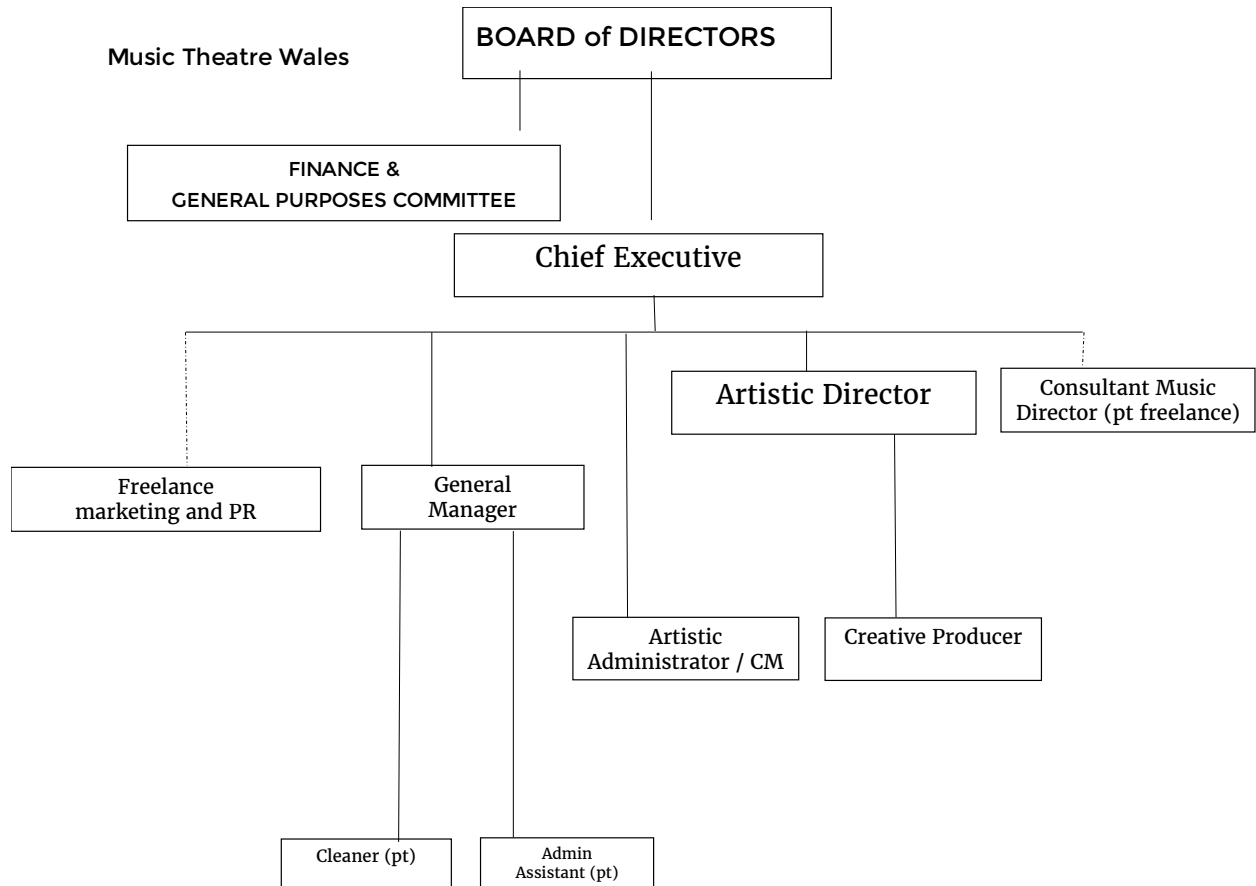 Music Theatre Wales
BOARD of DIRECTORS
FINANCE &
GENERAL PURPOSES COMMITTEE
Chief Executive
Artistic Director
Consultant Music
Director (pt freelance)
Freelance
marketing and PR
General
Manager
Artistic
Administrator / CM
Creative Producer
Cleaner (pt)
Admin
Assistant (pt)